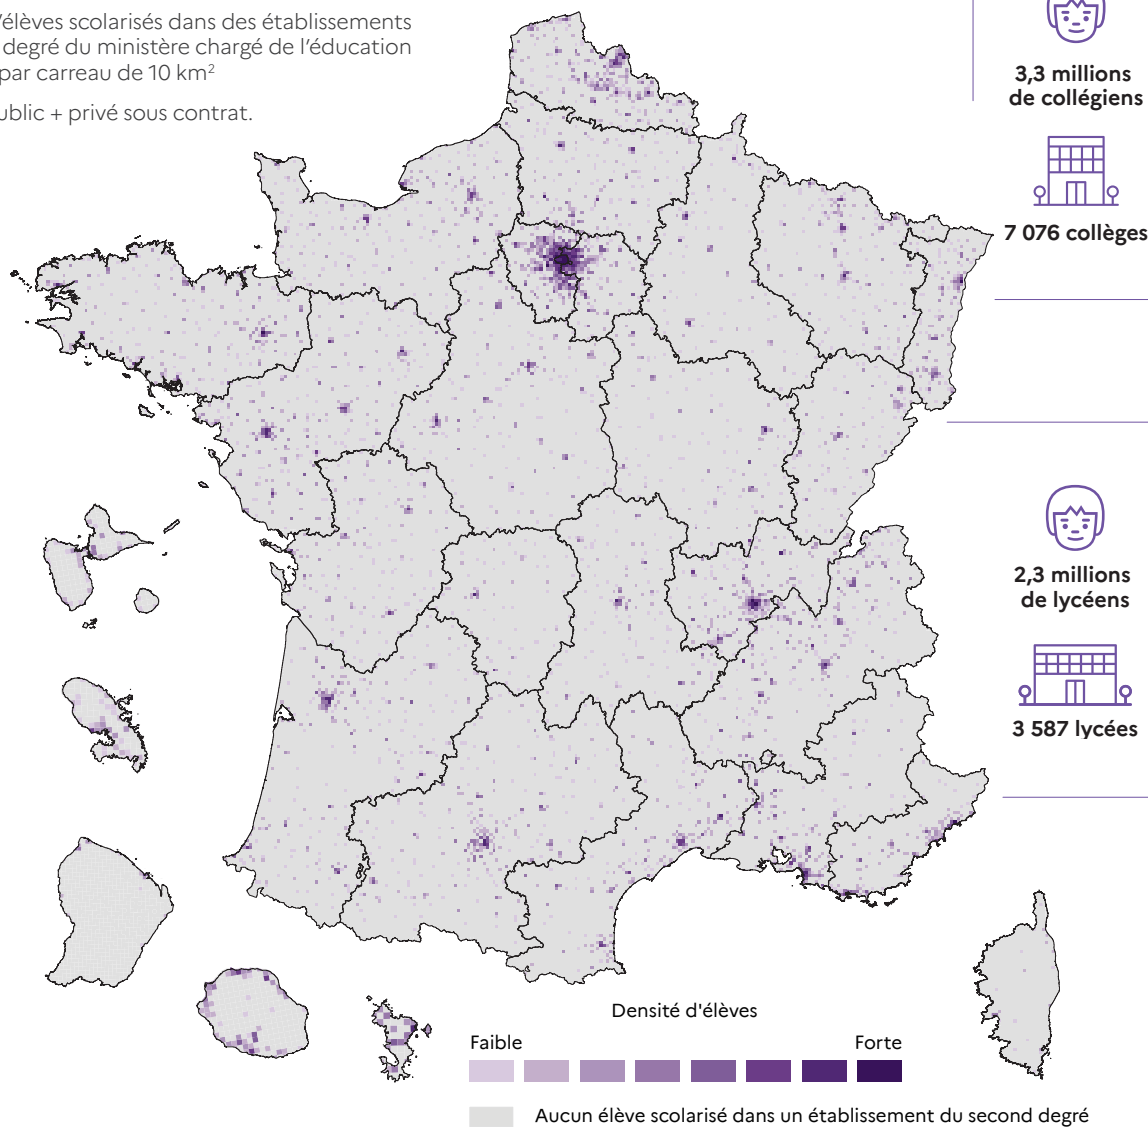 'élèves scolarisés dans des établissements
degré du ministère chargé de l'éducation
par carreau de 10 km²
ublic + privé sous contrat.
3,3 millions
de collégiens
7 076 collèges
2,3 millions
de lycéens
3 587 lycées
Densité d'élèves
Faible
Forte
Aucun élève scolarisé dans un établissement du second degré